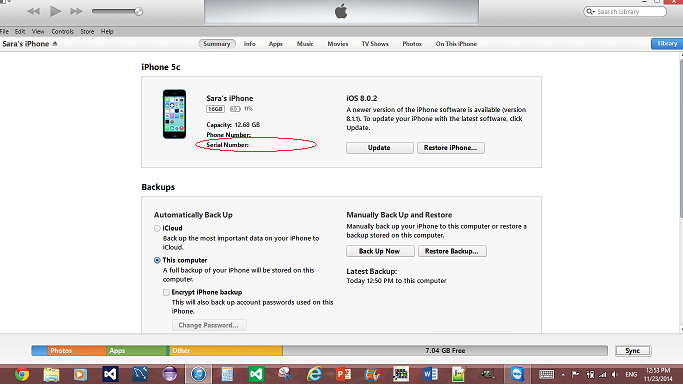 Search Library
File Edit View Controls Store Help
Sara's iPhone
Summary Info Apps Music Movies TV Shows Photos On This iPhone
Library
iPhone 5c
Sara's iPhone
16GB 11%
Capacity: 12.68 GB
Phone Number:
Serial Number:
iOS 8.0.2
A newer version of the iPhone software is available (version
8.1.1). To update your iPhone with the latest software, click
Update.
Update Restore iPhone...
Backups
Automatically Back Up
iCloud
Back up the most important data on your iPhone to
iCloud.
This computer
A full backup of your iPhone will be stored on this
computer.
Encrypt iPhone backup
This will also back up account passwords used on this
iPhone.
Change Password...
Manually Back Up and Restore
Manually back up your iPhone to this computer or restore a
backup stored on this computer.
Back Up Now Restore Backup...
Latest Backup:
Today 12:50 PM to this computer
Photos Apps Other 7.04 GB Free Sync
ENG
12:53 PM
11/23/2014